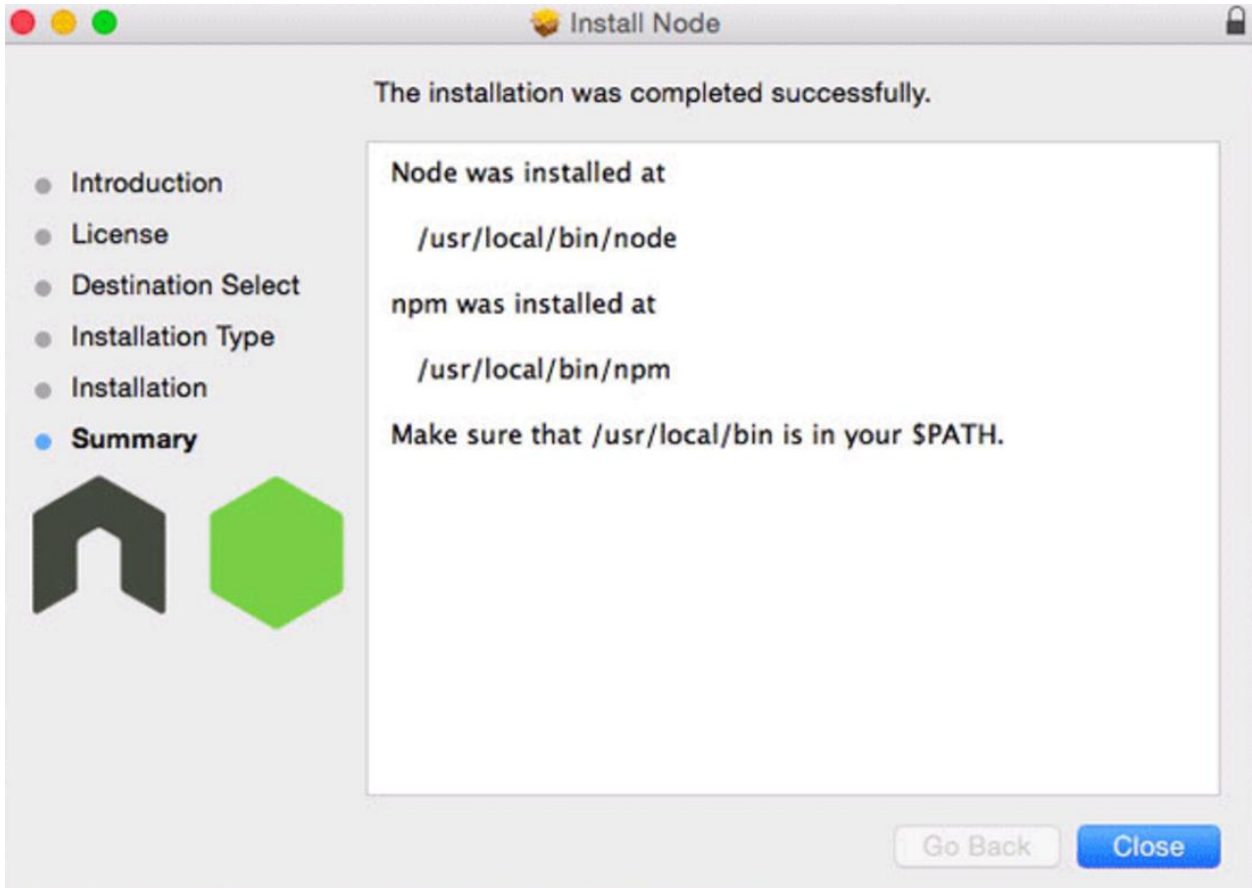 Install Node
The installation was completed successfully.
Introduction
License
Destination Select
Installation Type
Installation
Summary
Node was installed at
/usr/local/bin/node
npm was installed at
/usr/local/bin/npm
Make sure that /usr/local/bin is in your $PATH.
Go Back
Close